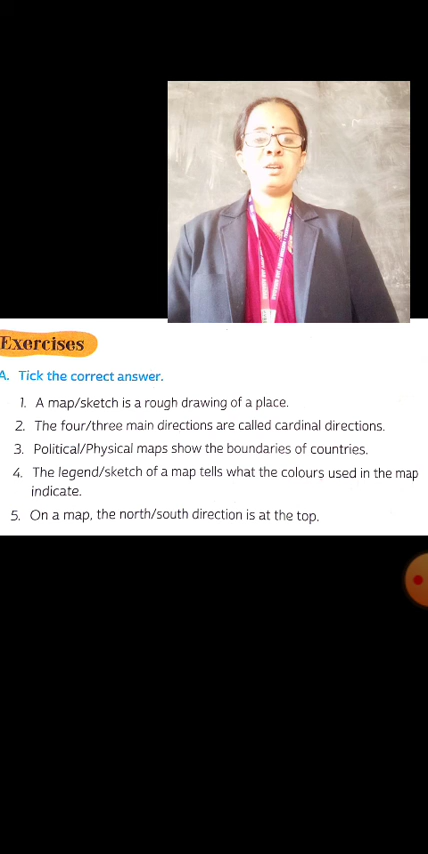 Exercises
A. Tick the correct answer.
1. A map/sketch is a rough drawing of a place.
2. The four/three main directions are called cardinal directions.
3. Political/Physical maps show the boundaries of countries.
4. The legend/sketch of a map tells what the colours used in the map
indicate.
5. On a map, the north/south direction is at the top.